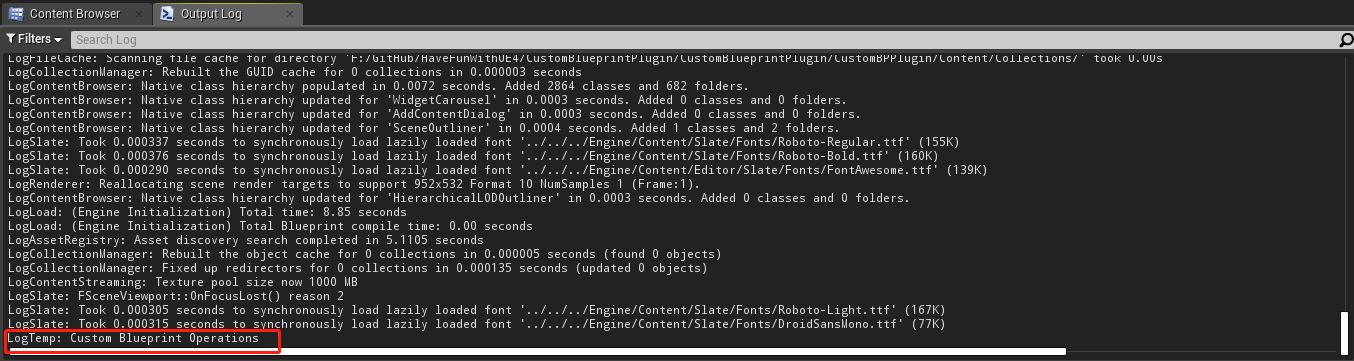 Content Browser
Output Log
Filters
Search Log
LogFileCache: Scanning file cache for directory 'F:/GitHub/HaveFunWithUE4/CustomBlueprintPlugin/CustomBlueprintPlugin/CustomBPPlugin/Content/Collections/' took 0.00s
LogCollectionManager: Rebuilt the GUID cache for 0 collections in 0.000003 seconds
LogContentBrowser: Native class hierarchy populated in 0.0072 seconds. Added 2864 classes and 682 folders.
LogContentBrowser: Native class hierarchy updated for 'WidgetCarousel' in 0.0003 seconds. Added 0 classes and 0 folders.
LogContentBrowser: Native class hierarchy updated for 'AddContentDialog' in 0.0003 seconds. Added 0 classes and 0 folders.
LogContentBrowser: Native class hierarchy updated for 'SceneOutliner' in 0.0004 seconds. Added 1 classes and 2 folders.
LogSlate: Took 0.000337 seconds to synchronously load lazily loaded font '../../../Engine/Content/Slate/Fonts/Roboto-Regular.ttf' (155K)
LogSlate: Took 0.000376 seconds to synchronously load lazily loaded font '../../../Engine/Content/Slate/Fonts/Roboto-Bold.ttf' (160K)
LogSlate: Took 0.000290 seconds to synchronously load lazily loaded font '../../../Engine/Content/Editor/Slate/Fonts/FontAwesome.ttf' (139K)
LogRenderer: Reallocating scene render targets to support 952x532 Format 10 NumSamples 1 (Frame:1).
LogContentBrowser: Native class hierarchy updated for 'HierarchicalLODOutliner' in 0.0003 seconds. Added 0 classes and 0 folders.
LogLoad: (Engine Initialization) Total time: 8.85 seconds
LogLoad: (Engine Initialization) Total Blueprint compile time: 0.00 seconds
LogAssetRegistry: Asset discovery search completed in 5.1105 seconds
LogCollectionManager: Rebuilt the object cache for 0 collections in 0.000005 seconds (found 0 objects)
LogCollectionManager: Fixed up redirectors for 0 collections in 0.000135 seconds (updated 0 objects)
LogContentStreaming: Texture pool size now 1000 MB
LogSlate: FSceneViewport::OnFocusLost() reason 2
LogSlate: Took 0.000305 seconds to synchronously load lazily loaded font '../../../Engine/Content/Slate/Fonts/Roboto-Light.ttf' (167K)
LogSlate: Took 0.000315 seconds to synchronously load lazily loaded font '../../../Engine/Content/Slate/Fonts/DroidSansMono.ttf' (77K)
LogTemp: Custom Blueprint Operations